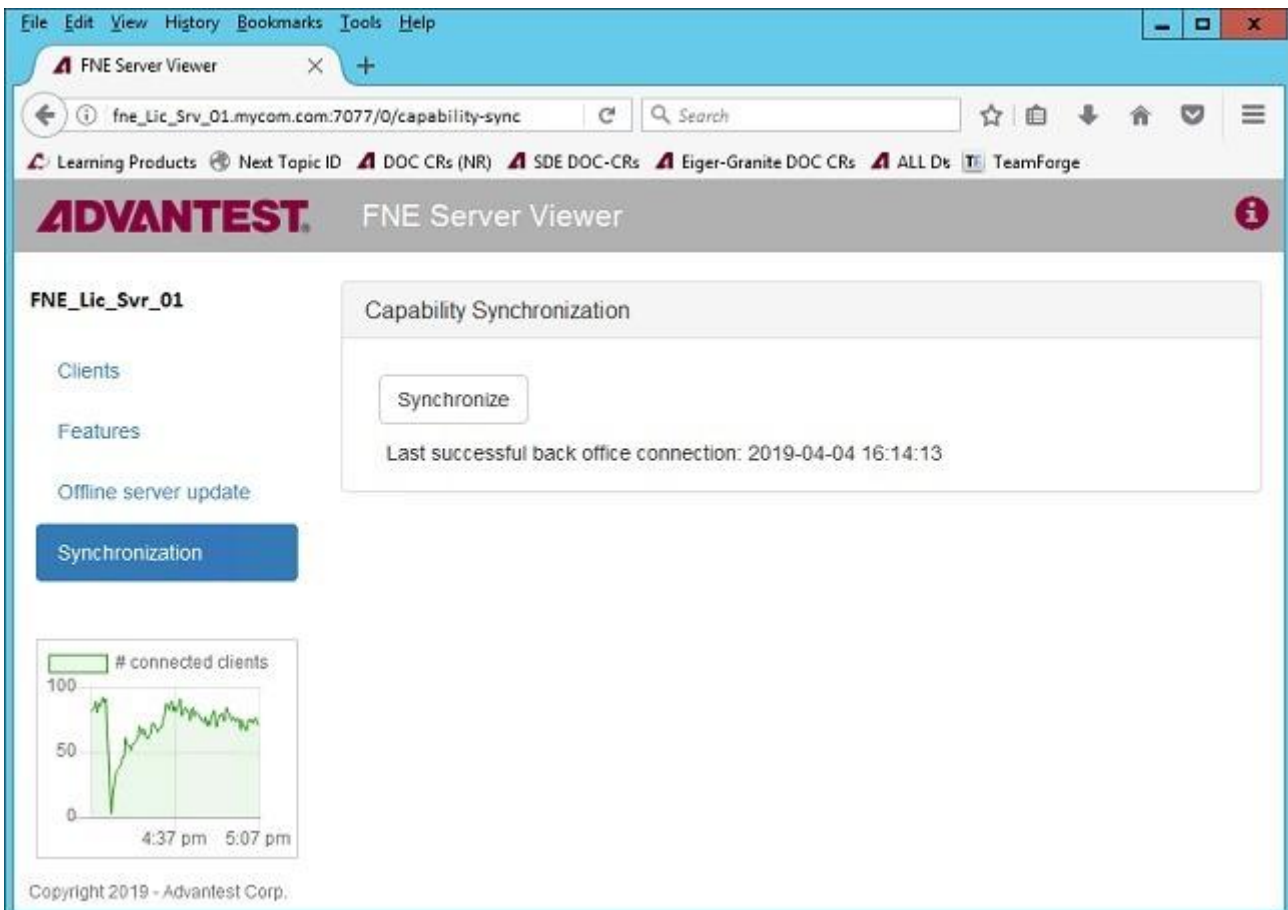 File Edit View History Bookmarks Tools Help
FNE Server Viewer
fne_Lic_Srv_01.mycom.com:7077/0/capability-sync
Search
Learning Products Next Topic ID DOC CRs (NR) SDE DOC-CRs Eiger-Granite DOC CRs ALL Ds TeamForge
ADVANTEST FNE Server Viewer
FNE_Lic_Svr_01
Capability Synchronization
Clients
Synchronize
Features
Last successful back office connection: 2019-04-04 16:14:13
Offline server update
Synchronization
# connected clients
100
50
0
4:37 pm 5:07 pm
Copyright 2019 - Advantest Corp.